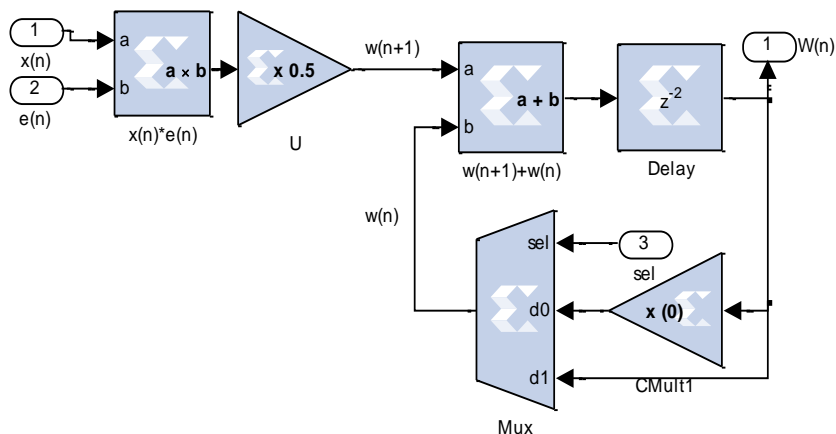 1
x(n)
2
e(n)
a
b
a × b
x(n)*e(n)
x 0.5
U
w(n+1)
a
b
a + b
w(n+1)+w(n)
z-2
Delay
1
W(n)
w(n)
sel
d0
d1
Mux
3
sel
x (0)
CMult1